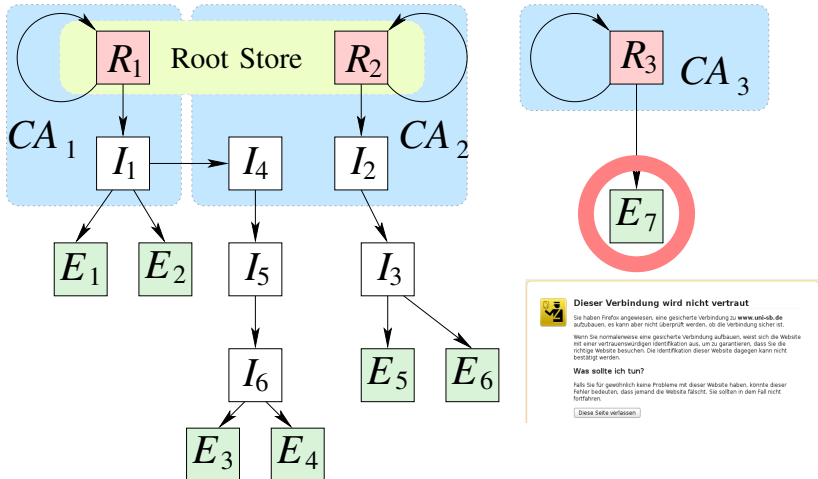 R1 Root Store R2 R3
CA 1 CA 2 CA 3
I1 I4 I2
E7
E1 E2 I5 I3
I6 E5 E6
E3 E4
Dieser Verbindung wird nicht vertraut
Sie haben Firefox angewiesen, eine gesicherte Verbindung zu www.uni-sb.de
aufzubauen, es kann aber nicht überprüft werden, ob die Verbindung sicher ist.
Wenn Sie normalerweise eine gesicherte Verbindung aufbauen, weist sich die Website
mit einer vertrauenswürdigen Identifikation aus, um zu garantieren, dass Sie die
richtige Website besuchen. Die Identifikation dieser Website dagegen kann nicht
bestätigt werden.
Was sollte ich tun?
Falls Sie für gewöhnlich keine Probleme mit dieser Website haben, könnte dieser
Fehler bedeuten, dass jemand die Website fälscht. Sie sollten in dem Fall nicht
fortfahren.
Diese Seite verlassen